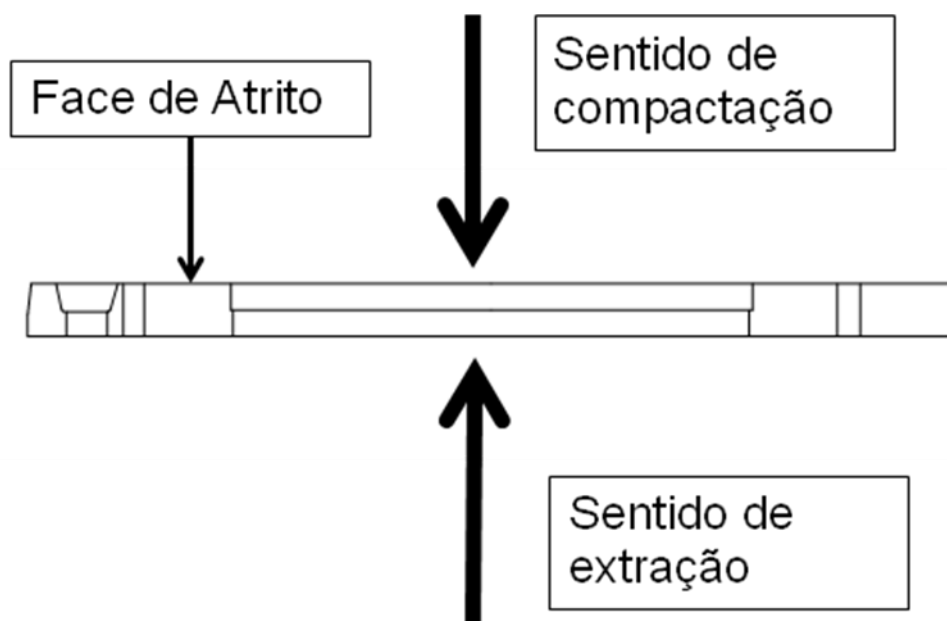 Face de Atrito
Sentido de
compactação
Sentido de
extração